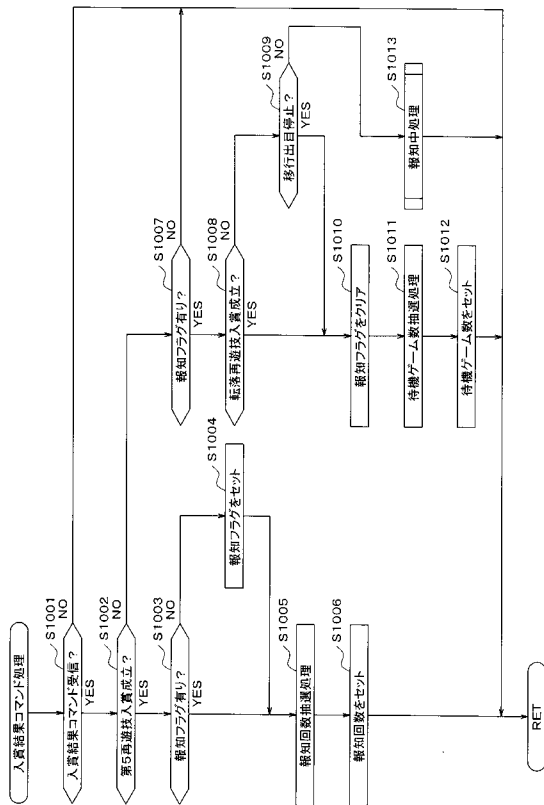 入賞結果コマンド処理
S1001
入賞結果コマンド受信？
NO
YES
S1002
第5再遊技入賞成立？
NO
YES
S1003
報知フラグ有り？
NO
YES
S1004
報知フラグをセット
S1005
報知回数抽選処理
S1006
報知回数をセット
S1007
報知フラグ有り？
NO
YES
S1008
転落再遊技入賞成立？
NO
YES
S1009
移行出目停止？
NO
YES
S1010
報知フラグをクリア
S1011
待機ゲーム数抽選処理
S1012
待機ゲーム数をセット
S1013
報知中処理
RET